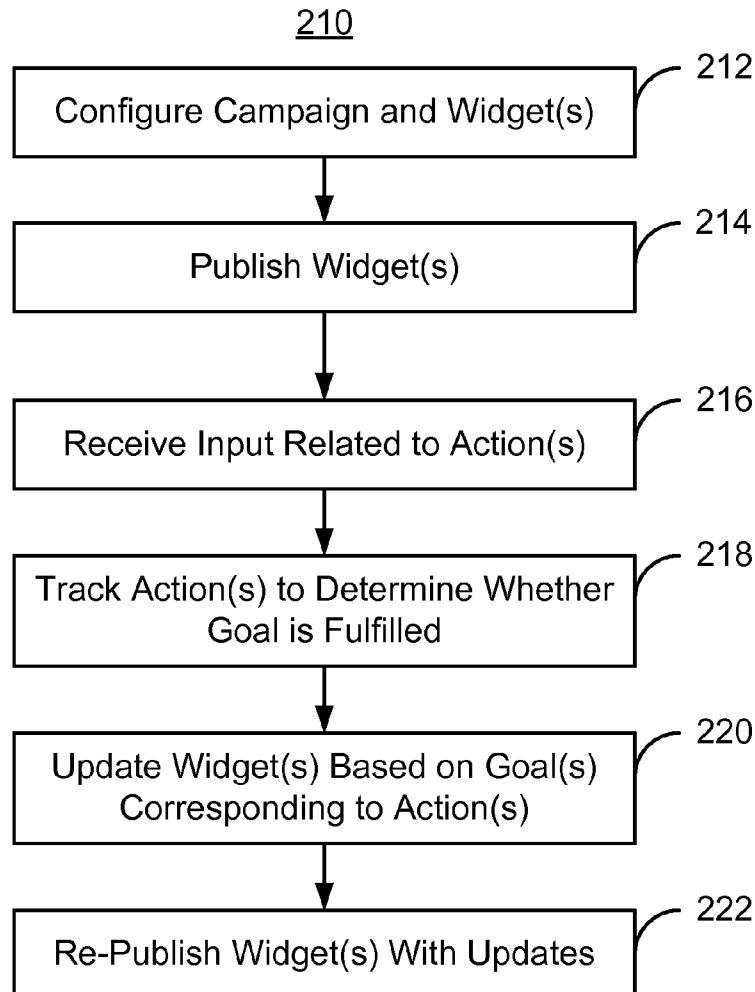 210
212
Configure Campaign and Widget(s)
214
Publish Widget(s)
216
Receive Input Related to Action(s)
218
Track Action(s) to Determine Whether
Goal is Fulfilled
220
Update Widget(s) Based on Goal(s)
Corresponding to Action(s)
222
Re-Publish Widget(s) With Updates